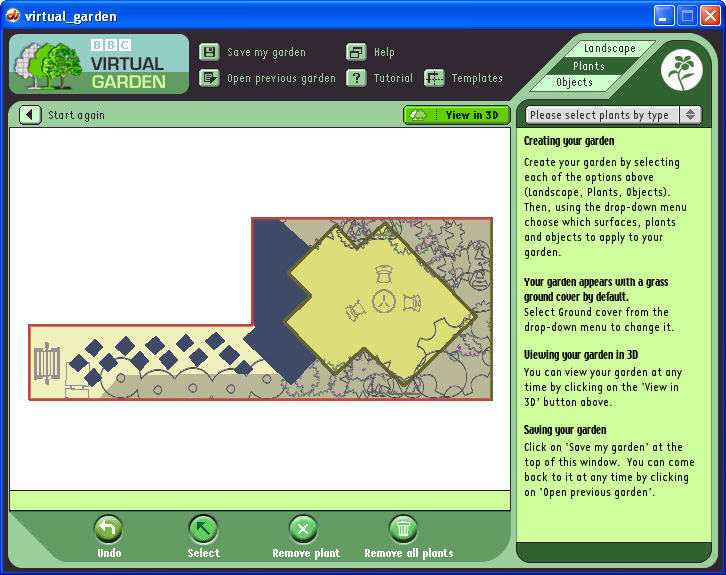 virtual_garden
BBC
VIRTUAL
GARDEN
Save my garden
Help
Open previous garden
?
Tutorial
Templates
Landscape
Plants
Objects
Start again
View in 3D
Please select plants by type
Creating your garden
Create your garden by selecting
each of the options above
(Landscape, Plants, Objects).
Then, using the drop-down menu
choose which surfaces, plants
and objects to apply to your
garden.
Your garden appears with a grass
ground cover by default.
Select Ground cover from the
drop-down menu to change it.
Viewing your garden in 3D
You can view your garden at any
time by clicking on the 'View in
3D' button above.
Saving your garden
Click on 'Save my garden' at the
top of this window. You can come
back to it at any time by clicking
on 'Open previous garden'.
Undo
Select
Remove plant
Remove all plants